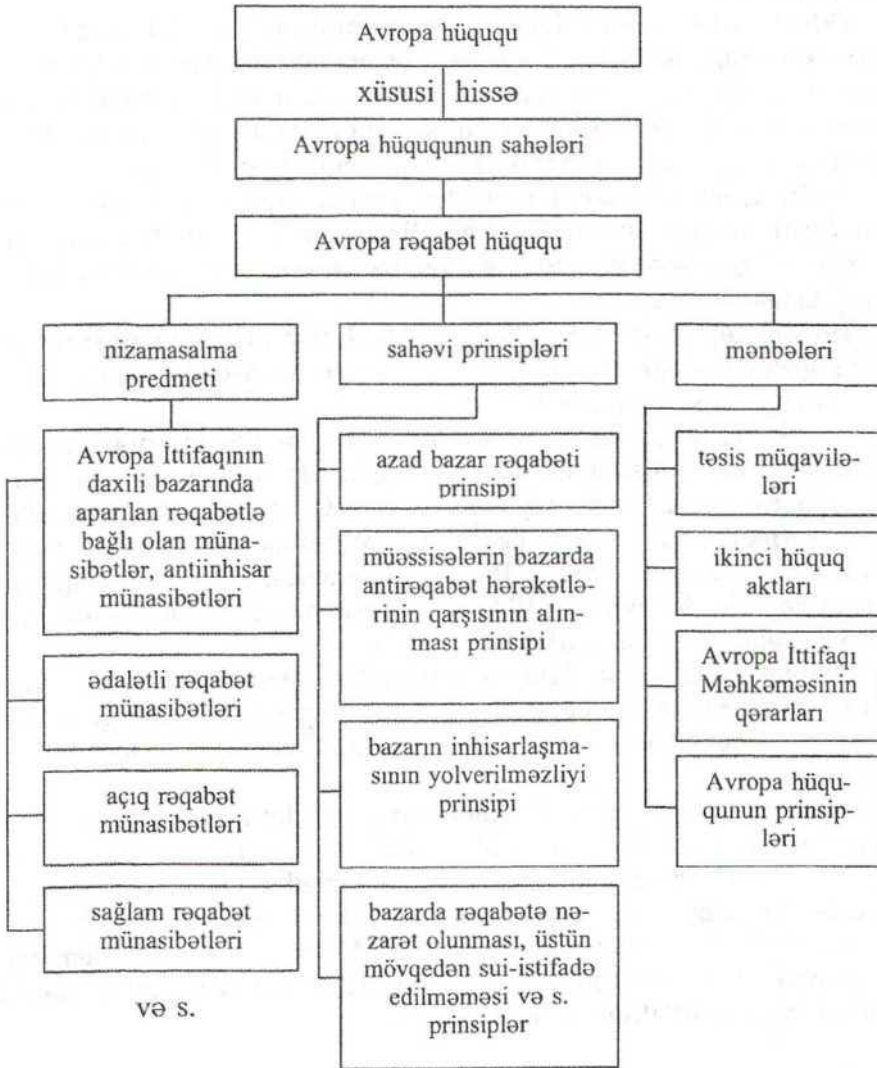 Avropa hüququ
xüsusi hissə
Avropa hüququnun sahələri
Avropa rəqabət hüququ
nizamasalma
predmeti
Avropa İttifaqının
daxili bazarında
aparılan rəqabətlə
bağlı olan müna-
sibətlər, antiinhisar
münasibətləri
ədalətli rəqabət
münasibətləri
açıq rəqabət
münasibətləri
sağlam rəqabət
münasibətləri
və s.
sahəvi prinsipləri
azad bazar rəqabəti
prinsipi
müəssisələrin bazarda
antirəqabət hərəkətlə-
rinin qarşısının alın-
ması prinsipi
bazarın inhisarlaşma-
sının yolverilməzliyi
prinsipi
bazarda rəqabətə nə-
zarət olunması, üstün
mövqedən sui-istifadə
edilməməsi və s.
prinsiplər
mənbələri
təsis müqavilə-
ləri
ikinci hüquq
aktları
Avropa İttifaqı
Məhkəməsinin
qərarları
Avropa hüqu-
qunun prinsip-
ləri